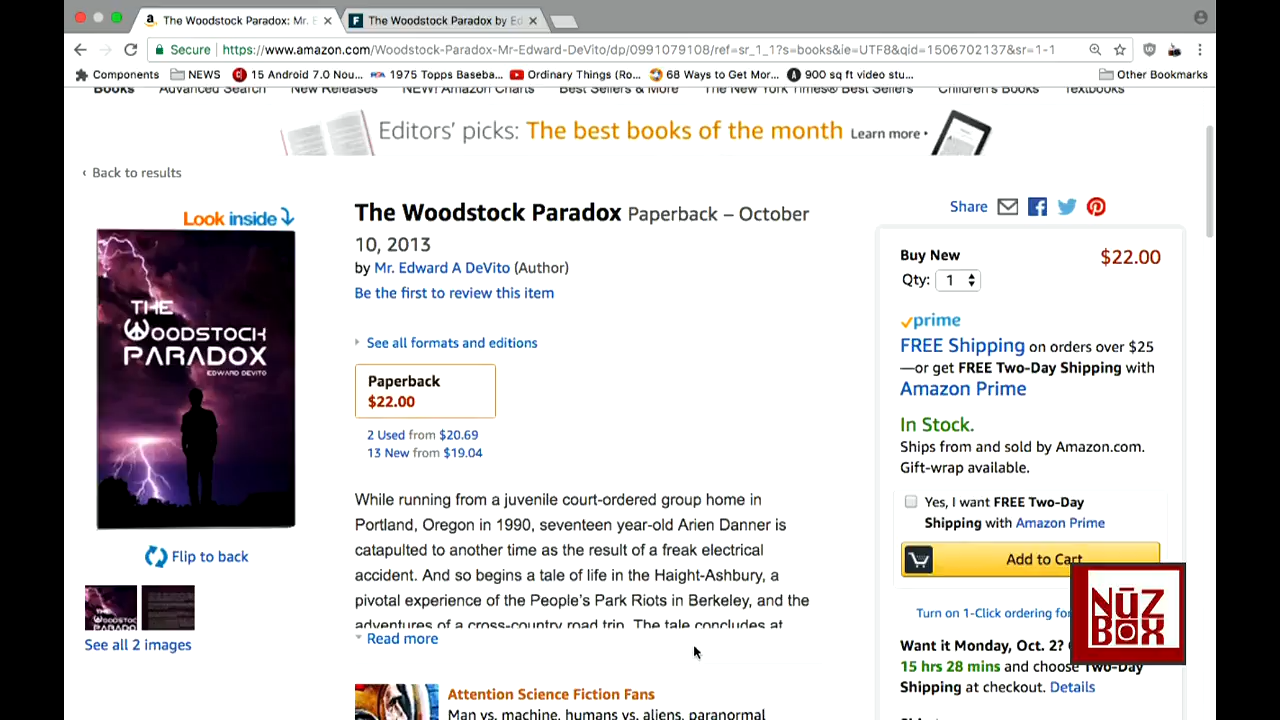 The Woodstock Paradox: Mr. E
The Woodstock Paradox by Ed
Secure
https://www.amazon.com/Woodstock-Paradox-Mr-Edward-DeVito/dp/0991079108/ref=sr_1_1?s=books&ie=UTF8&qid=1506702137&sr=1-1
Components
NEWS
15 Android 7.0 Nou...
1975 Topps Baseba...
Ordinary Things (Ro...
68 Ways to Get Mor...
900 sq ft video stu...
Other Bookmarks
Books
Advanced Search
New Releases
NEW! Amazon Charts
Best Sellers & More
The New York Times® Best Sellers
Children's Books
Textbooks
Editors' picks: The best books of the month Learn more
‹ Back to results
Look inside
THE
WOODSTOCK
PARADOX
EDWARD DEVITO
Flip to back
See all 2 images
The Woodstock Paradox Paperback – October
10, 2013
by Mr. Edward A DeVito (Author)
Be the first to review this item
See all formats and editions
Paperback
$22.00
2 Used from $20.69
13 New from $19.04
While running from a juvenile court-ordered group home in
Portland, Oregon in 1990, seventeen year-old Arien Danner is
catapulted to another time as the result of a freak electrical
accident. And so begins a tale of life in the Haight-Ashbury, a
pivotal experience of the People's Park Riots in Berkeley, and the
adventures of a cross-country road trip. The tale concludes at
Read more
Attention Science Fiction Fans
Man vs. machine, humans vs. aliens, paranormal
Share
Buy New
$22.00
Qty: 1
prime
FREE Shipping on orders over $25
—or get FREE Two-Day Shipping with
Amazon Prime
In Stock.
Ships from and sold by Amazon.com.
Gift-wrap available.
Yes, I want FREE Two-Day
Shipping with Amazon Prime
Add to Cart
Turn on 1-Click ordering for
Want it Monday, Oct. 2?
15 hrs 28 mins and choose Two-Day
Shipping at checkout. Details
NŪZ
BOX